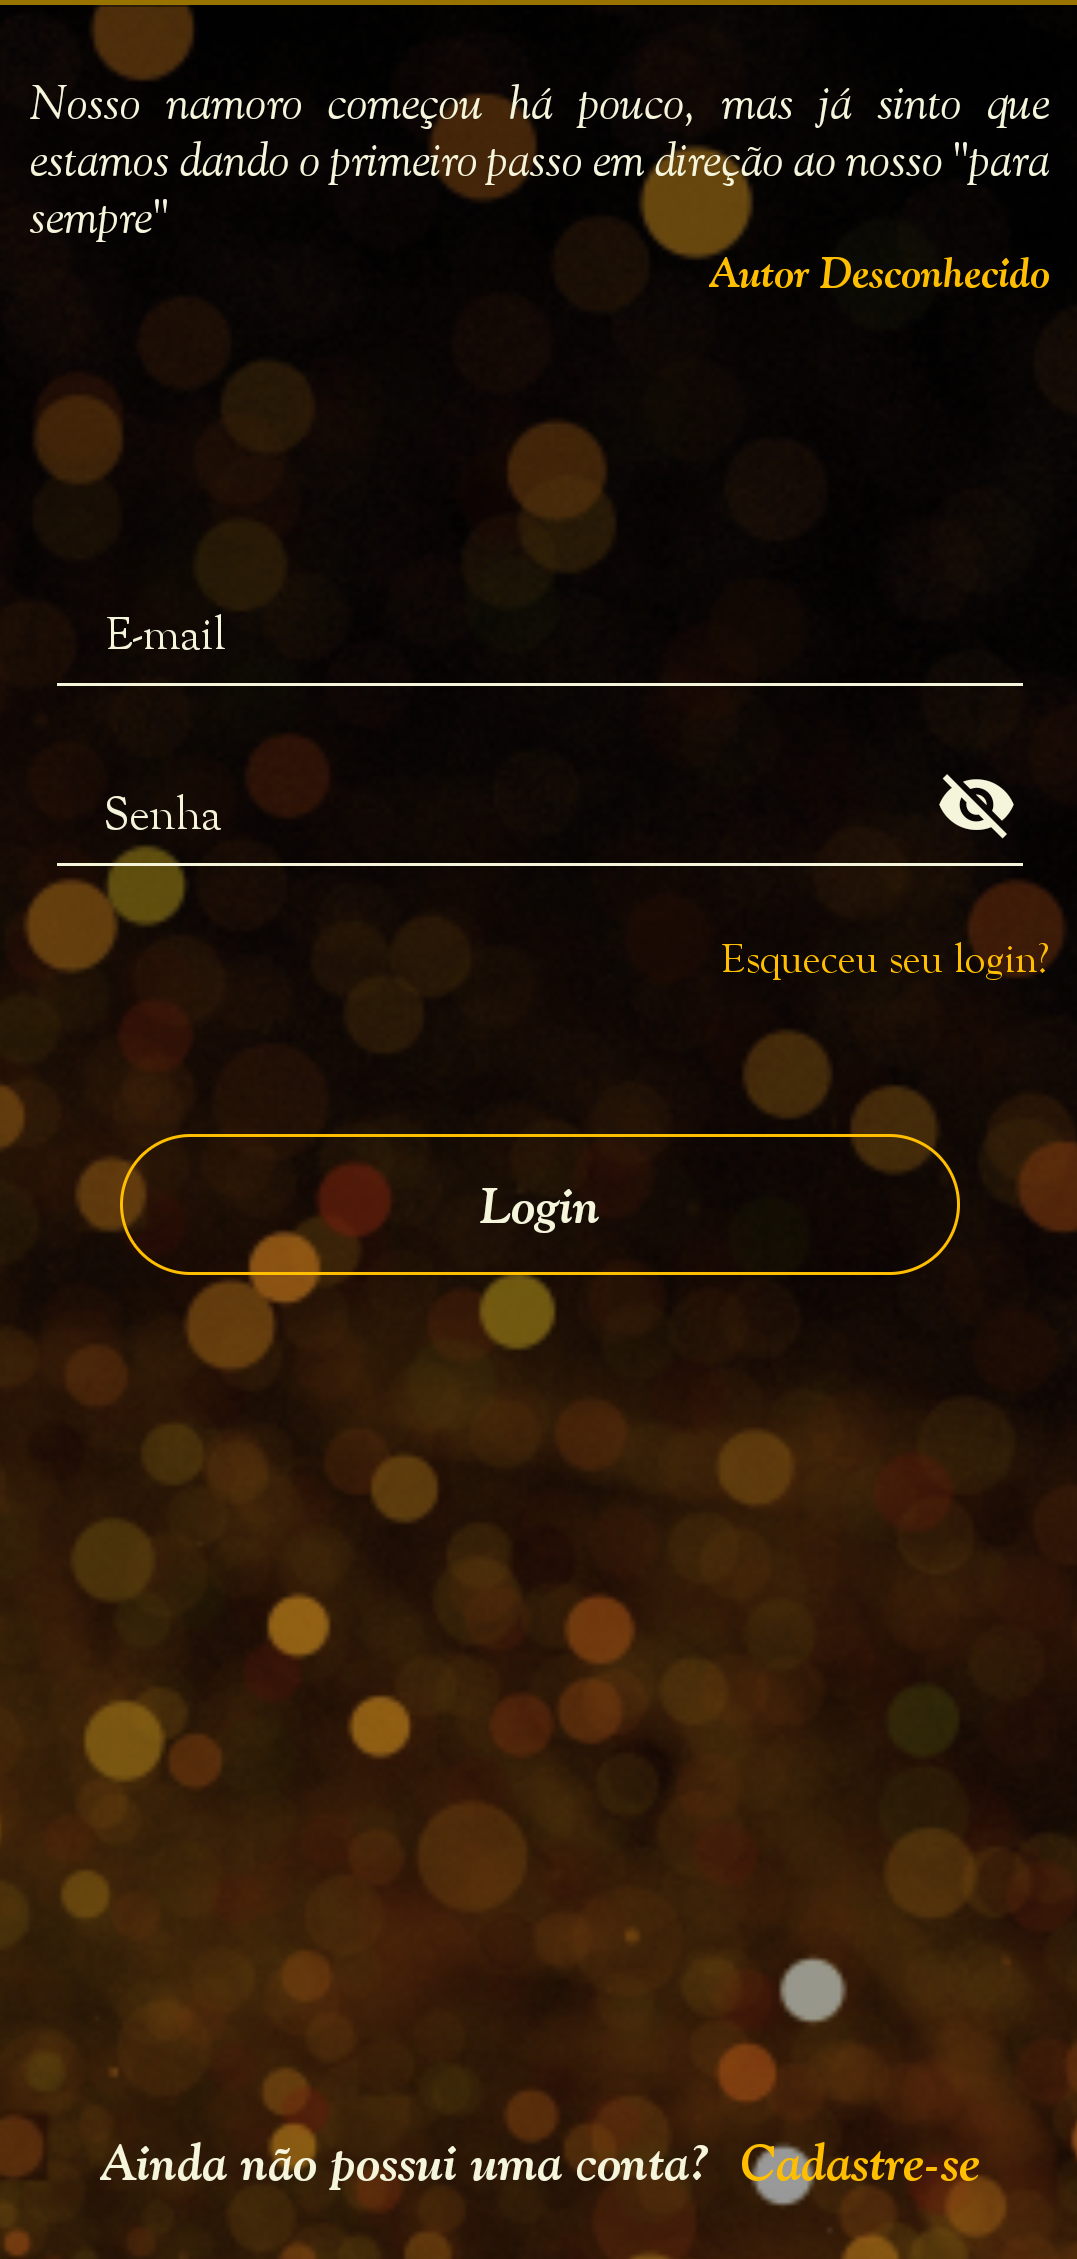 Nosso namoro começou há pouco, mas já sinto que
estamos dando o primeiro passo em direção ao nosso "para
sempre"
Autor Desconhecido
E-mail
Senha
Esqueceu seu login?
Login
Ainda não possui uma conta? Cadastre-se